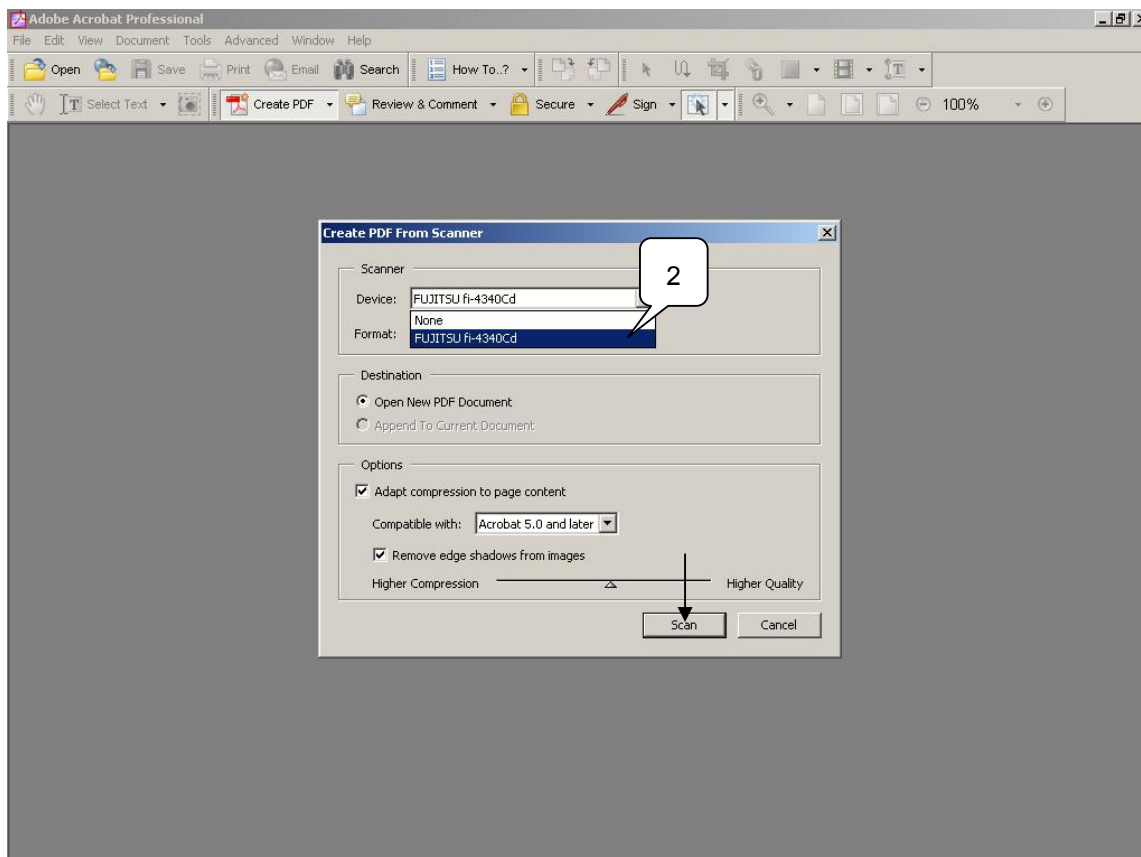 Adobe Acrobat Professional
File Edit View Document Tools Advanced Window Help
Open Save Print Email Search How To..?
Select Text Create PDF Review & Comment Secure Sign 100%
Create PDF From Scanner
Scanner
2
Device: FUJITSU fi-4340Cd
None
Format: FUJITSU fi-4340Cd
Destination
Open New PDF Document
Append To Current Document
Options
Adapt compression to page content
Compatible with: Acrobat 5.0 and later
Remove edge shadows from images
Higher Compression Higher Quality
Scan Cancel